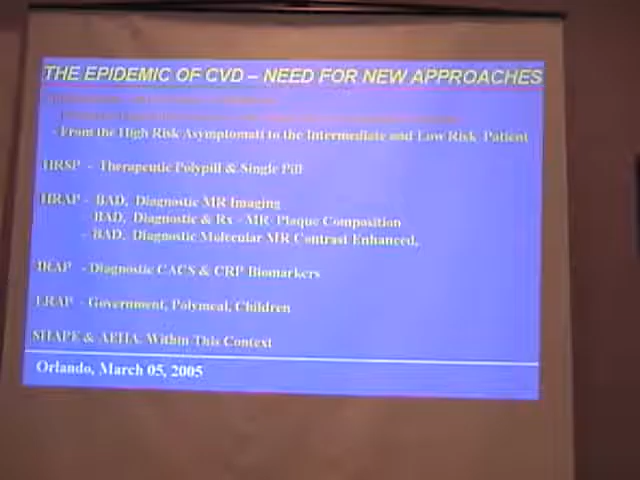 THE EPIDEMIC OF CVD – NEED FOR NEW APPROACHES
- From the High Risk Asymptomati to the Intermediate and Low Risk Patient
HRSP - Therapeutic Polypill & Single Pill
HRAP - BAD, Diagnostic MR Imaging
- BAD, Diagnostic & Rx - MR Plaque Composition
- BAD, Diagnostic Molecular MR Contrast Enhanced,
IRAP - Diagnostic CACS & CRP Biomarkers
LRAP - Government, Polymeal, Children
SHAPE & AEHA Within This Context
Orlando, March 05, 2005